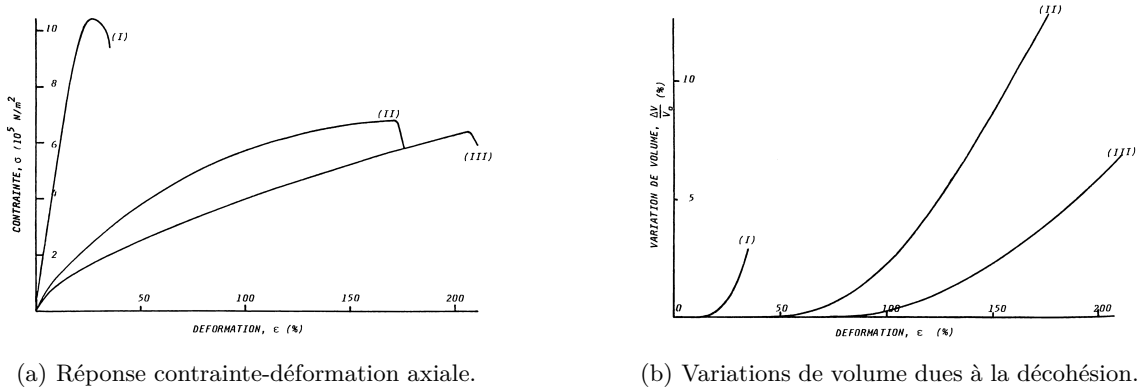 10
(I)
8
6
4
2
CONTRAINTE, σ (10⁵ N/m²
(II)
(III)
50
100
150
200
DEFORMATION, ε (%)
(a) Réponse contrainte-déformation axiale.
(II)
10
5
VARIATION DE VOLUME, ΔV/V₀ (%)
(I)
(III)
0
50
100
150
200
DEFORMATION, ε (%)
(b) Variations de volume dues à la décohésion.